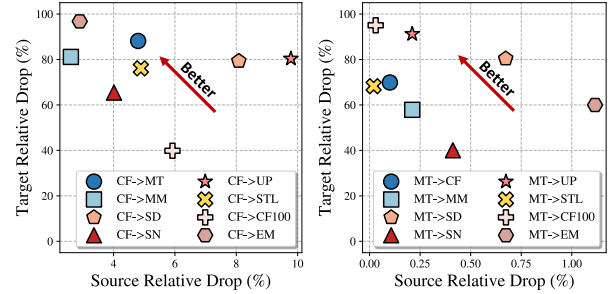 100
80
60
40
20
0
Target Relative Drop (%)
Better
CF->MT
CF->MM
CF->SD
CF->SN
CF->UP
CF->STL
CF->CF100
CF->EM
4
6
8
10
Source Relative Drop (%)
100
80
60
40
20
0
Target Relative Drop (%)
Better
MT->CF
MT->MM
MT->SD
MT->SN
MT->UP
MT->STL
MT->CF100
MT->EM
0.00
0.25
0.50
0.75
1.00
Source Relative Drop (%)